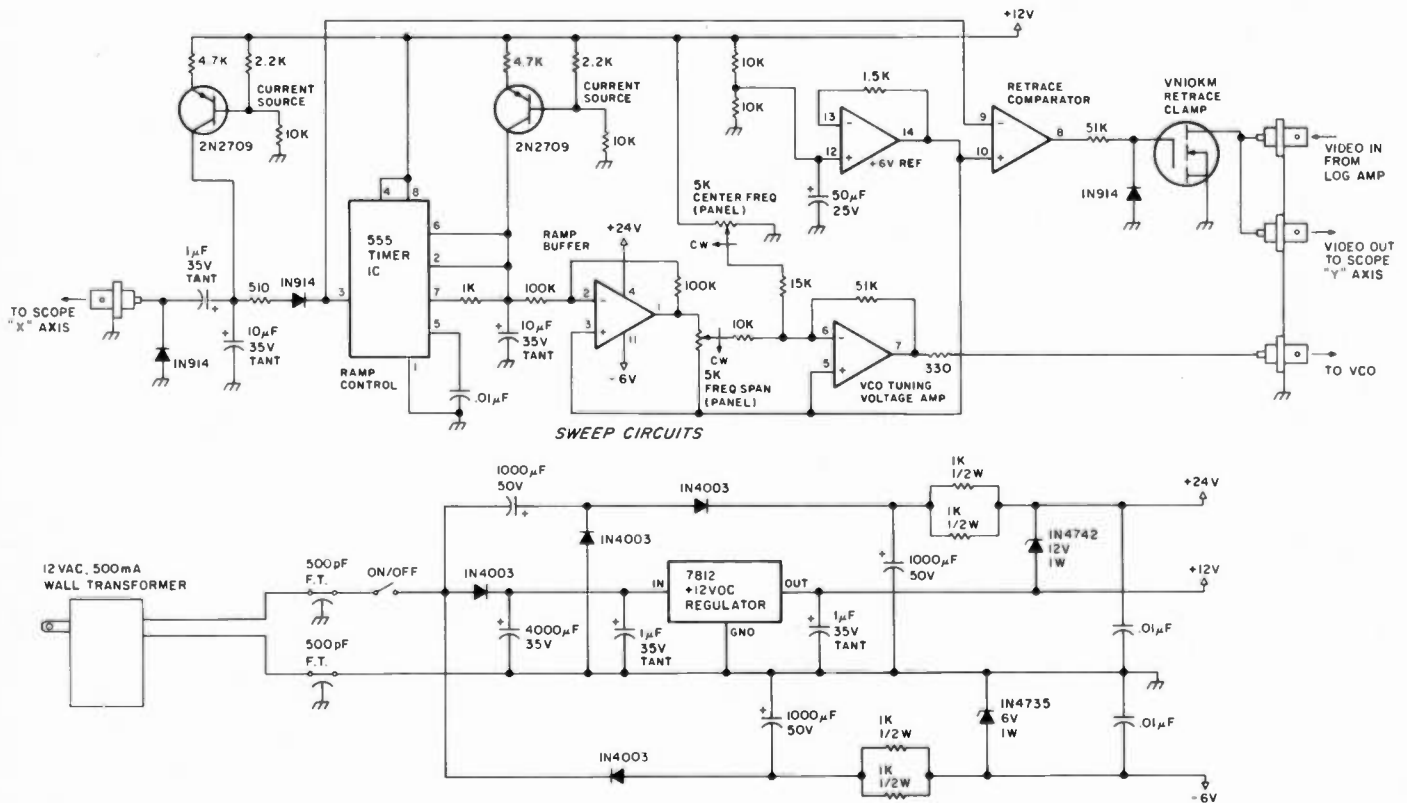 +12V
4.7K
2.2K
CURRENT
SOURCE
10K
2N2709
4.7K
2.2K
CURRENT
SOURCE
10K
2N2709
10K
10K
1.5K
13
12
14
+6V REF
50µF
25V
RETRACE
COMPARATOR
9
10
8
51K
1N914
VN10KM
RETRACE
CLAMP
VIDEO IN
FROM
LOG AMP
VIDEO OUT
TO SCOPE
"Y" AXIS
TO VCO
TO SCOPE
"X" AXIS
1µF
35V
TANT
510
1N914
1N914
10µF
35V
TANT
4
8
555
TIMER
IC
3
6
2
7
5
1
RAMP
CONTROL
.01µF
1K
10µF
35V
TANT
100K
RAMP
BUFFER
+24V
2
3
4
11
1
-6V
100K
5K
CENTER FREQ
(PANEL)
CW
15K
10K
CW
5K
FREQ SPAN
(PANEL)
51K
6
5
7
330
VCO TUNING
VOLTAGE AMP
SWEEP CIRCUITS
12VAC, 500mA
WALL TRANSFORMER
500pF
F.T.
500pF
F.T.
ON/OFF
1000µF
50V
1N4003
1N4003
1N4003
4000µF
35V
1µF
35V
TANT
IN
7812
+12VDC
REGULATOR
OUT
GND
1µF
35V
TANT
1000µF
50V
1K
1/2W
1K
1/2W
1N4742
12V
1W
+24V
+12V
.01µF
1000µF
50V
1N4003
1K
1/2W
1K
1/2W
1N4735
6V
1W
.01µF
-6V